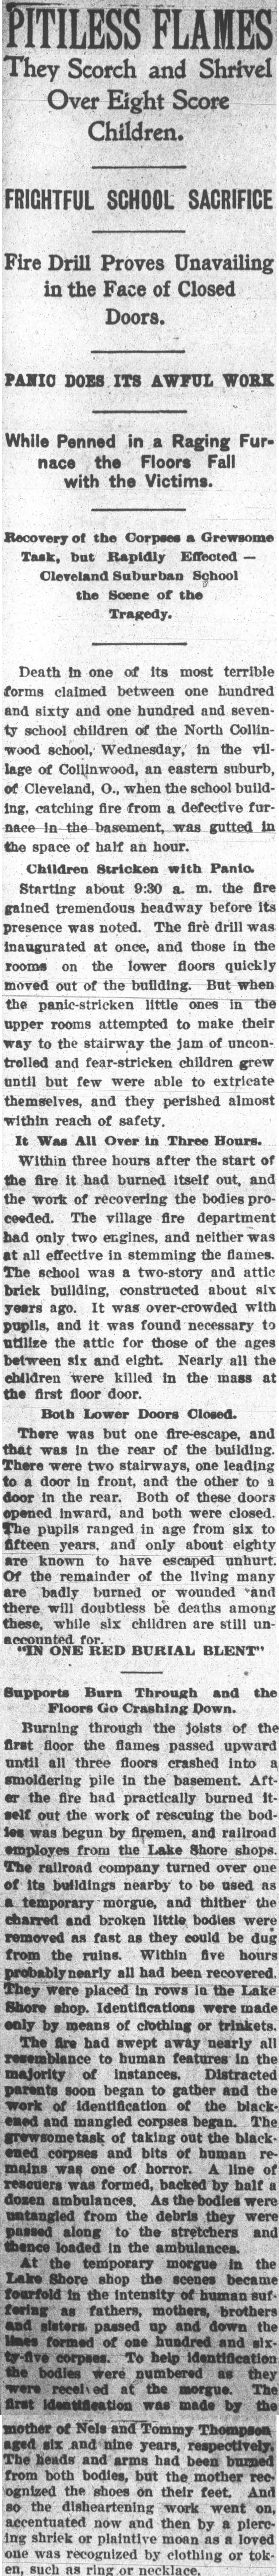 PITILESS FLAMES
They Scorch and Shrivel
Over Eight Score
Children.
FRIGHTFUL SCHOOL SACRIFICE
Fire Drill Proves Unavailing
in the Face of Closed
Doors.
PANIC DOES ITS AWFUL WORK
While Penned in a Raging Fur-
nace the Floors Fall
with the Victims.
Recovery of the Corpses a Grewsome
Task, but Rapidly Effected —
Cleveland Suburban School
the Scene of the
Tragedy.
Death in one of its most terrible
forms claimed between one hundred
and sixty and one hundred and seven-
ty school children of the North Collin-
wood school, Wednesday, in the vil-
lage of Collinwood, an eastern suburb,
of Cleveland, O., when the school build-
ing, catching fire from a defective fur-
nace in the basement, was gutted in
the space of half an hour.
Children Stricken with Panic.
Starting about 9:30 a. m. the fire
gained tremendous headway before its
presence was noted. The fire drill was
inaugurated at once, and those in the
rooms on the lower floors quickly
moved out of the building. But when
the panic-stricken little ones in the
upper rooms attempted to make their
way to the stairway the jam of uncon-
trolled and fear-stricken children grew
until but few were able to extricate
themselves, and they perished almost
within reach of safety.
It Was All Over in Three Hours.
Within three hours after the start of
the fire it had burned itself out, and
the work of recovering the bodies pro-
ceeded. The village fire department
had only two engines, and neither was
at all effective in stemming the flames.
The school was a two-story and attic
brick building, constructed about six
years ago. It was over-crowded with
pupils, and it was found necessary to
utilize the attic for those of the ages
between six and eight. Nearly all the
children were killed in the mass at
the first floor door.
Both Lower Doors Closed.
There was but one fire-escape, and
that was in the rear of the building.
There were two stairways, one leading
to a door in front, and the other to a
door in the rear. Both of these doors
opened inward, and both were closed.
The pupils ranged in age from six to
fifteen years, and only about eighty
are known to have escaped unhurt.
Of the remainder of the living many
are badly burned or wounded and
there will doubtless be deaths among
these, while six children are still un-
accounted for.
"IN ONE RED BURIAL BLENT"
Supports Burn Through and the
Floors Go Crashing Down.
Burning through the joists of the
first floor the flames passed upward
until all three floors crashed into a
smoldering pile in the basement. Aft-
er the fire had practically burned it-
self out the work of rescuing the bod-
ies was begun by firemen, and railroad
employes from the Lake Shore shops.
The railroad company turned over one
of its buildings nearby to be used as
a temporary morgue, and thither the
charred and broken little bodies were
removed as fast as they could be dug
from the ruins. Within five hours
probably nearly all had been recovered.
They were placed in rows in the Lake
Shore shop. Identifications were made
only by means of clothing or trinkets.
The fire had swept away nearly all
resemblance to human features in the
majority of instances. Distracted
parents soon began to gather and the
work of identification of the black-
ened and mangled corpses began. The
grewsome task of taking out the black-
ened corpses and bits of human re-
mains was one of horror. A line of
rescuers was formed, backed by half a
dozen ambulances. As the bodies were
untangled from the debris they were
passed along to the stretchers and
thence loaded in the ambulances.
At the temporary morgue in the
Lake Shore shop the scenes became
fourfold in the intensity of human suf-
fering as fathers, mothers, brothers
and sisters passed up and down the
lines formed of one hundred and six-
ty-five corpses. To help identification
the bodies were numbered as they
were received at the morgue. The
first identification was made by the
mother of Nels and Tommy Thompson
aged six and nine years, respectively.
The heads and arms had been burned
from both bodies, but the mother rec-
ognized the shoes on their feet. And
so the disheartening work went on,
accentuated now and then by a pierc-
ing shriek or plaintive moan as a loved
one was recognized by clothing or tok-
en, such as ring or necklace.